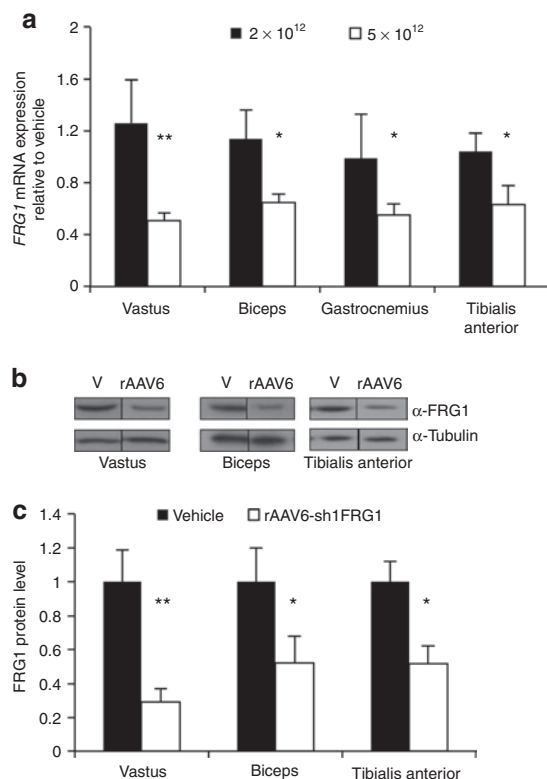 a
2 × 10¹² 5 × 10¹²
FRG1 mRNA expression
relative to vehicle
2
1.6
1.2
0.8
0.4
0
** * * *
Vastus Biceps Gastrocnemius Tibialis
anterior
b
V rAAV6 V rAAV6 V rAAV6
α-FRG1
α-Tubulin
Vastus Biceps Tibialis anterior
c
Vehicle rAAV6-sh1FRG1
FRG1 protein level
1.4
1.2
1
0.8
0.6
0.4
0.2
0
** * *
Vastus Biceps Tibialis anterior